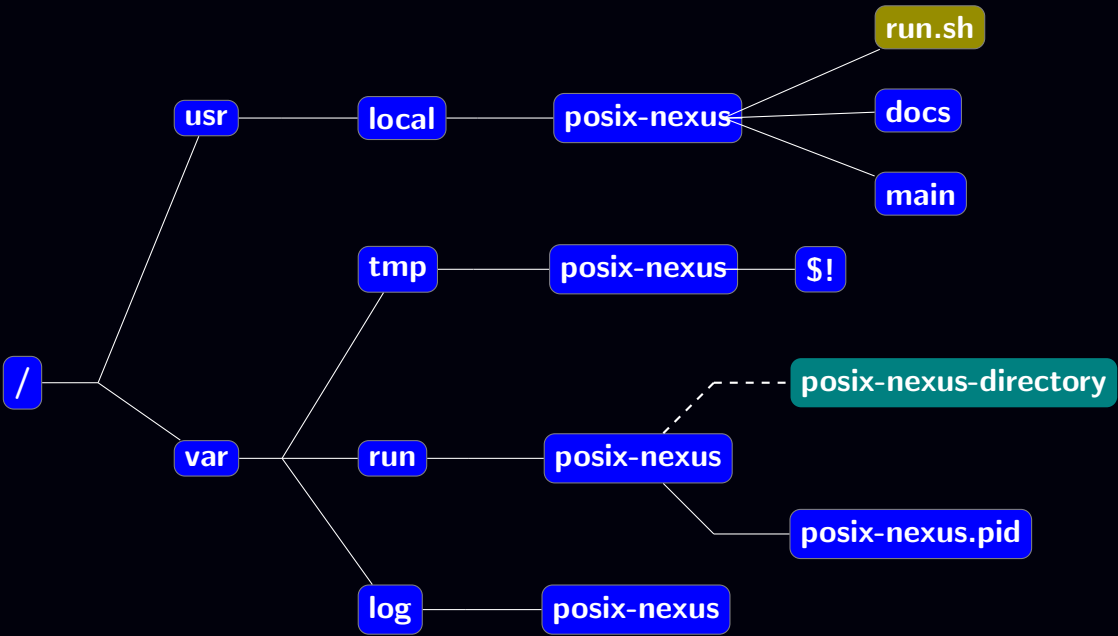 run.sh
usr
local
posix-nexus
docs
main
tmp
posix-nexus
$!
/
posix-nexus-directory
var
run
posix-nexus
posix-nexus.pid
log
posix-nexus